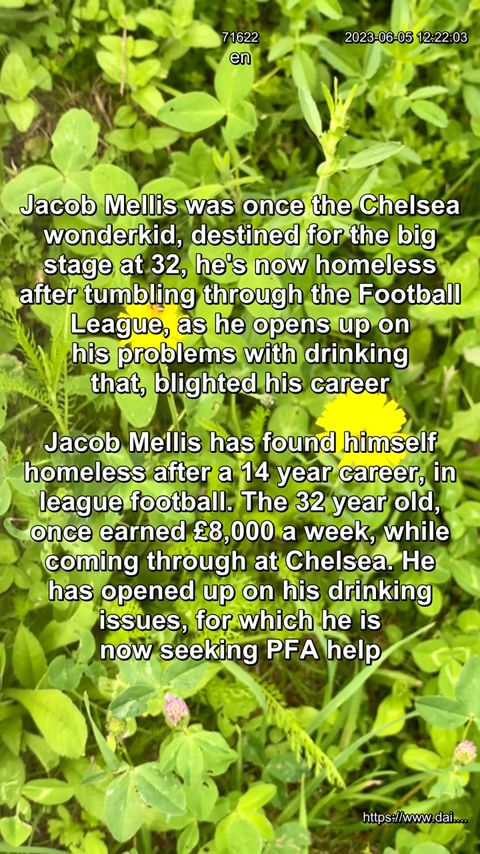 71622
2023-06-05 12:22:03
en
Jacob Mellis was once the Chelsea
wonderkid, destined for the big
stage at 32, he's now homeless
after tumbling through the Football
League, as he opens up on
his problems with drinking
that, blighted his career
Jacob Mellis has found himself
homeless after a 14 year career, in
league football. The 32 year old,
once earned £8,000 a week, while
coming through at Chelsea. He
has opened up on his drinking
issues, for which he is
now seeking PFA help
https://www.dai....